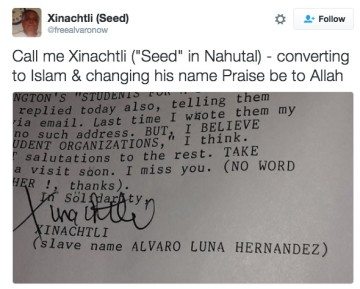 Xinachtli (Seed)
@freealvaronow
Follow
Call me Xinachtli ("Seed" in Nahutal) - converting
to Islam & changing his name Praise be to Allah
NGTON'S "STUDENTS FOR
replied today also, telling them
via email. Last time I wrote them my
no such address. BUT, I BELIEVE
UDENT ORGANIZATIONS, I think.
salutations to the rest. TAKE
a visit soon. I miss you. (NO WORD
HER !, thanks).
In Solidarity,
Xinachtli
XINACHTLI
(slave name ALVARO LUNA HERNANDEZ)